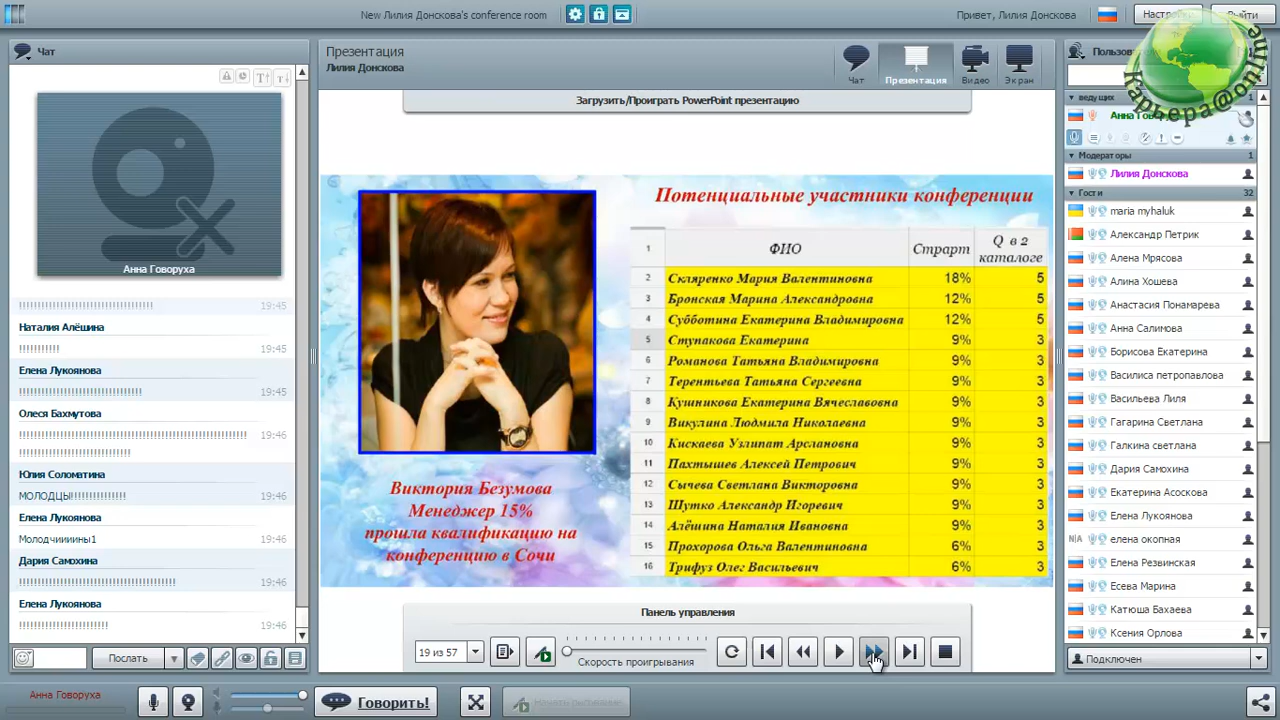 New Лилия Донскова's conference room
Привет, Лилия Донскова
Выйти
Чат
Анна Говоруха
!!!!!!!!!!!!!!!!!!!!!!!!!!!!!!!! 19:45
Наталия Алёшина
!!!!!!!!!!! 19:45
Елена Лукоянова
!!!!!!!!!!!!!!!!!!!!!!!!!!!!! 19:45
Олеся Бахмутова
!!!!!!!!!!!!!!!!!!!!!!!!!!!!!!!!!!!!!!!!!!!!!!!!!!!!!! 19:46
!!!!!!!!!!!!!!!!!!!!!!!!!!
Юлия Соломатина
МОЛОДЦЫ!!!!!!!!!!!!!! 19:46
Елена Лукоянова
Молодчиииины1 19:46
Дария Самохина
!!!!!!!!!!!!!!!!!!!!!!!!!!!!!!!!!!!!! 19:46
Елена Лукоянова
!!!!!!!!!!!!!!!!!!!!! 19:46
Послать
Презентация
Лилия Донскова
Чат
Презентация
Видео
Экран
Загрузить/Проиграть PowerPoint презентацию
Виктория Безумова
Менеджер 15%
прошла квалификацию на
конференцию в Сочи
Потенциальные участники конференции
1 ФИО Страрт Q в 2 каталоге
2 Скляренко Мария Валентиновна 18% 5
3 Бронская Марина Александровна 12% 5
4 Субботина Екатерина Владимировна 12% 5
5 Ступакова Екатерина 9% 3
6 Романова Татьяна Владимировна 9% 3
7 Терентьева Татьяна Сергеевна 9% 3
8 Кушникова Екатерина Вячеславовна 9% 3
9 Викулина Людмила Николаевна 9% 3
10 Кискаева Узлипат Арслановна 9% 3
11 Пахтышев Алексей Петрович 9% 3
12 Сычева Светлана Викторовна 9% 3
13 Шутко Александр Игоревич 9% 3
14 Алёшина Наталия Ивановна 9% 3
15 Прохорова Ольга Валентиновна 6% 3
16 Трифуз Олег Васильевич 6% 3
Панель управления
19 из 57
Скорость проигрывания
карьера@online
ведущих 1
Модераторы 1
Лилия Донскова
Гости 32
maria myhaluk
Александр Петрик
Алена Мрясова
Алина Хошева
Анастасия Понамарева
Анна Салимова
Борисова Екатерина
Василиса петропавлова
Васильева Лиля
Гагарина Светлана
Галкина светлана
Дария Самохина
Екатерина Асоскова
Елена Лукоянова
N\A елена окопная
Елена Резвинская
Есева Марина
Катюша Бахаева
Ксения Орлова
Подключен
Анна Говоруха
Говорить!